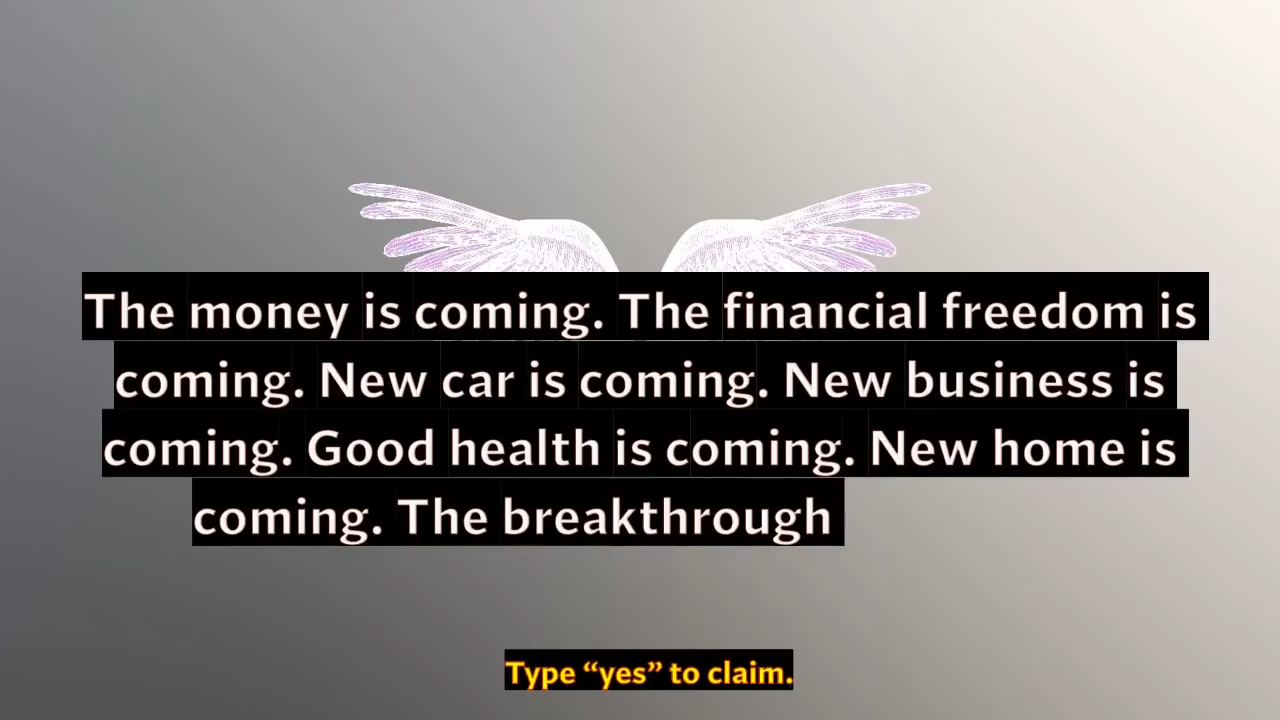 The money is coming. The financial freedom is
coming. New car is coming. New business is
coming. Good health is coming. New home is
coming. The breakthrough
Type “yes” to claim.